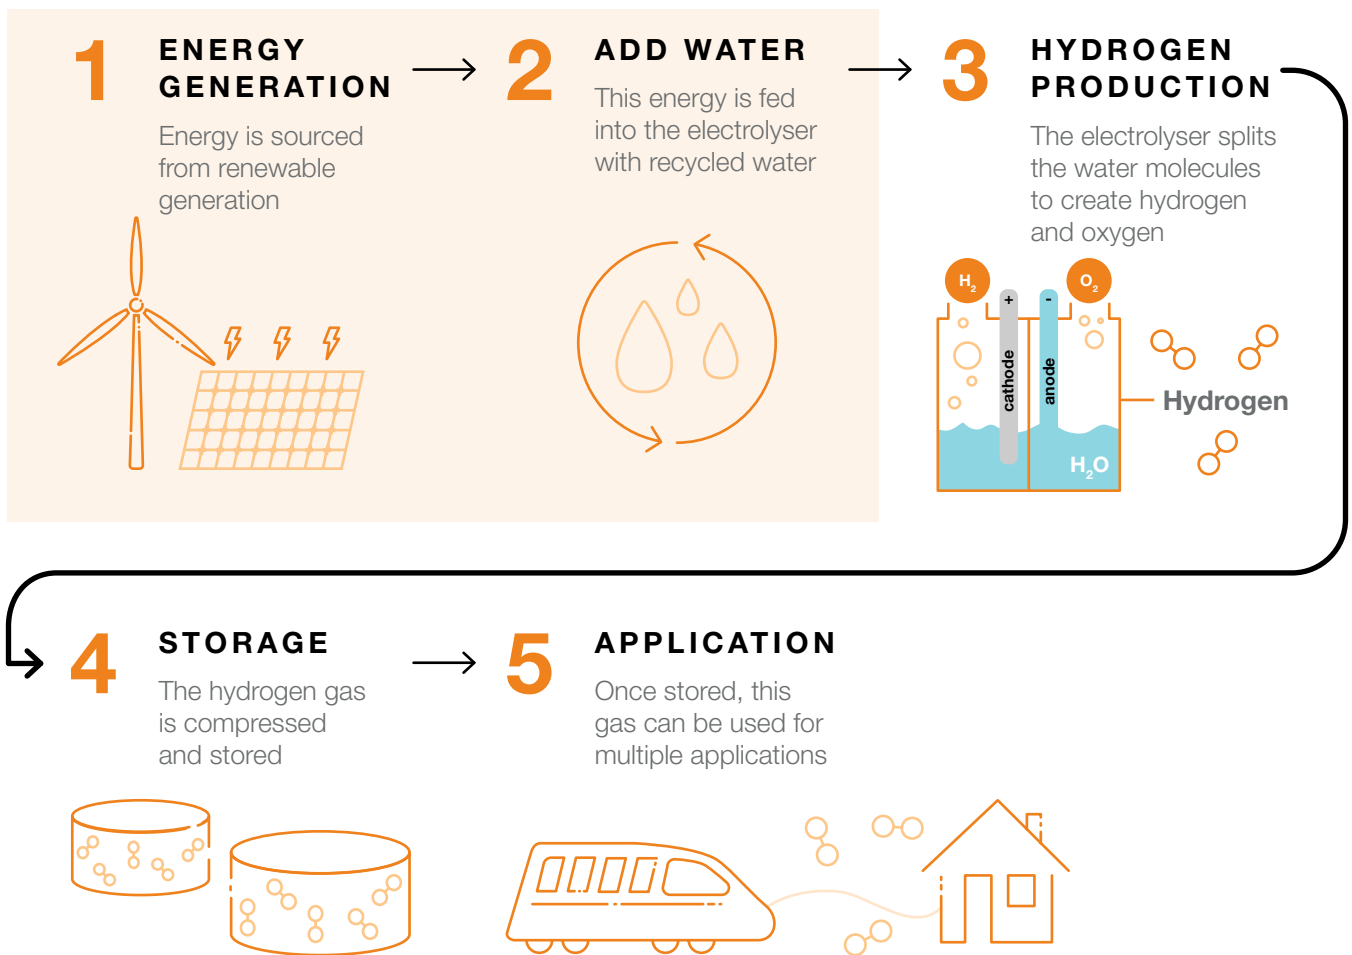 1
ENERGY
GENERATION
Energy is sourced
from renewable
generation
2
ADD WATER
This energy is fed
into the electrolyser
with recycled water
3
HYDROGEN
PRODUCTION
The electrolyser splits
the water molecules
to create hydrogen
and oxygen
H₂
+
cathode
-
anode
O₂
H₂O
Hydrogen
4
STORAGE
The hydrogen gas
is compressed
and stored
5
APPLICATION
Once stored, this
gas can be used for
multiple applications